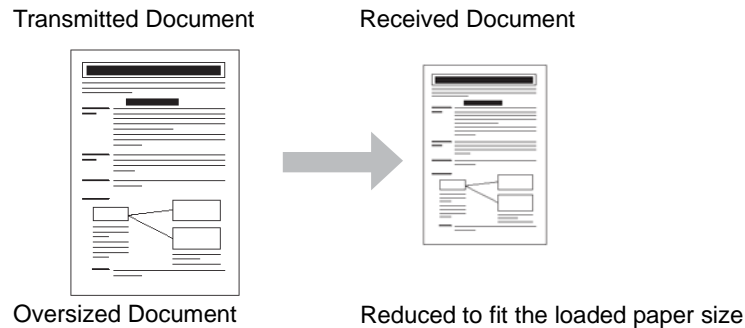 Transmitted Document
Received Document
Oversized Document
Reduced to fit the loaded paper size